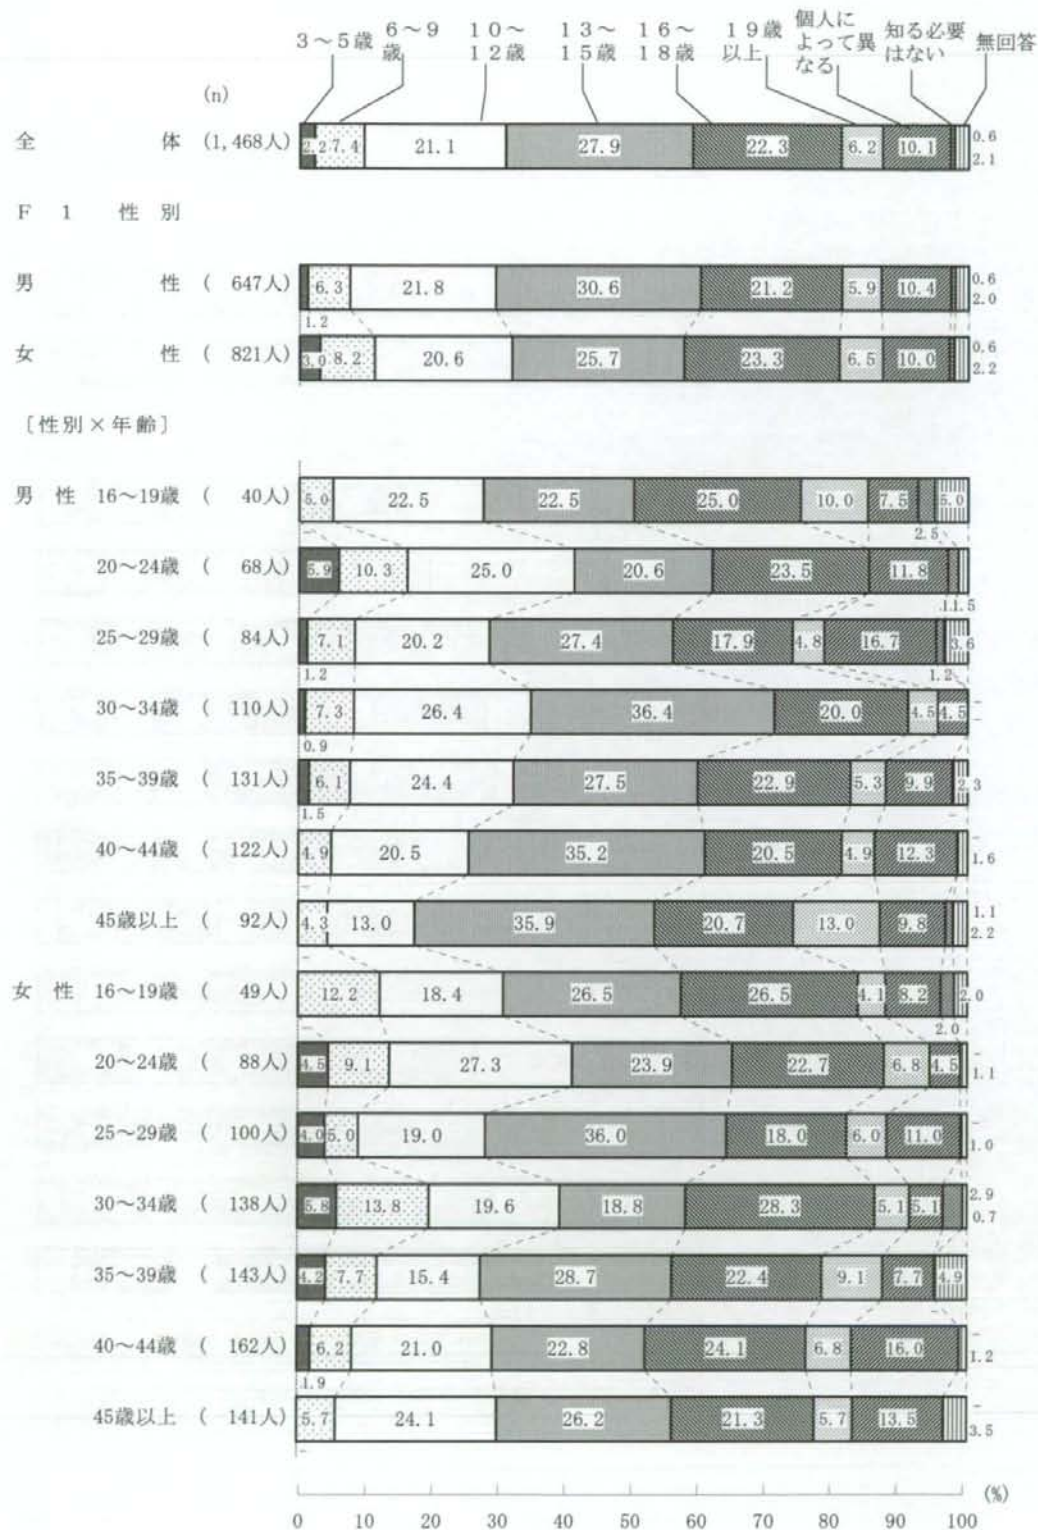 3～5歳 6～9歳 10～12歳 13～15歳 16～18歳 19歳以上 個人によって異なる 知る必要はない 無回答
(n)
全体 (1,468人) 2.2 7.4 21.1 27.9 22.3 6.2 10.1 0.6 2.1
F1 性別
男性 (647人) 1.2 6.3 21.8 30.6 21.2 5.9 10.4 0.6 2.0
女性 (821人) 3.0 8.2 20.6 25.7 23.3 6.5 10.0 0.6 2.2
［性別×年齢］
男性 16～19歳 (40人) - 5.0 22.5 22.5 25.0 10.0 7.5 2.5 5.0
20～24歳 (68人) 5.9 10.3 25.0 20.6 23.5 - 11.8 1.5
25～29歳 (84人) 1.2 7.1 20.2 27.4 17.9 4.8 16.7 1.2 3.6
30～34歳 (110人) 0.9 7.3 26.4 36.4 20.0 4.5 4.5 - -
35～39歳 (131人) 1.5 6.1 24.4 27.5 22.9 5.3 9.9 - 2.3
40～44歳 (122人) - 4.9 20.5 35.2 20.5 4.9 12.3 - 1.6
45歳以上 (92人) - 4.3 13.0 35.9 20.7 13.0 9.8 1.1 2.2
女性 16～19歳 (49人) - 12.2 18.4 26.5 26.5 4.1 8.2 2.0 2.0
20～24歳 (88人) 4.5 9.1 27.3 23.9 22.7 6.8 4.5 - 1.1
25～29歳 (100人) 4.0 5.0 19.0 36.0 18.0 6.0 11.0 - 1.0
30～34歳 (138人) 5.8 13.8 19.6 18.8 28.3 5.1 5.1 2.9 0.7
35～39歳 (143人) 4.2 7.7 15.4 28.7 22.4 9.1 7.7 - 4.9
40～44歳 (162人) 1.9 6.2 21.0 22.8 24.1 6.8 16.0 - 1.2
45歳以上 (141人) - 5.7 24.1 26.2 21.3 5.7 13.5 - 3.5
0 10 20 30 40 50 60 70 80 90 100 (%)